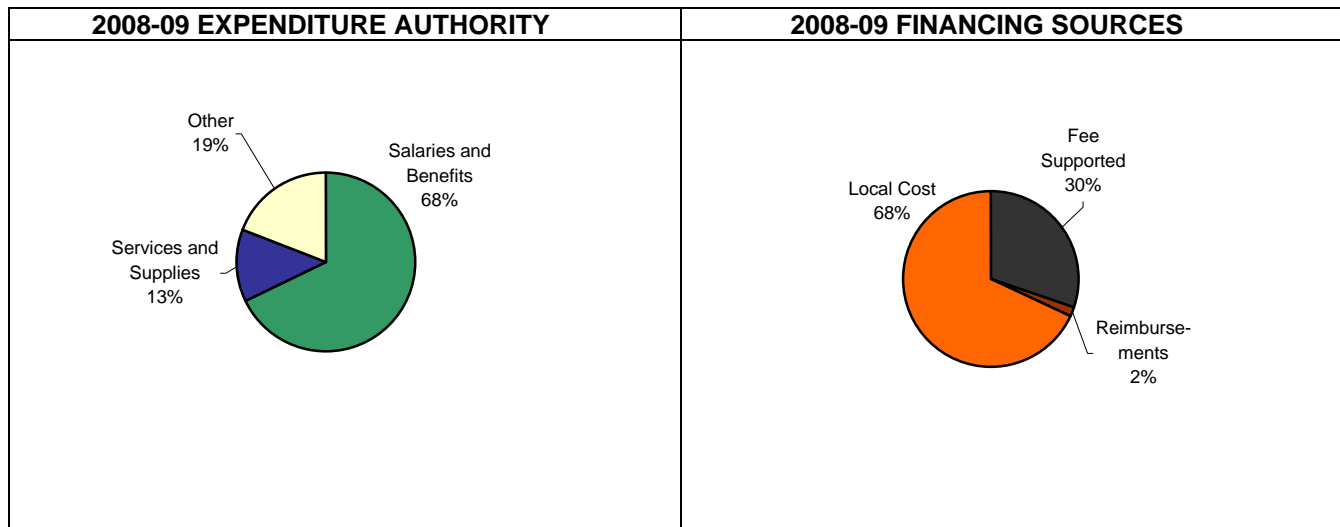 2008-09 EXPENDITURE AUTHORITY
Other
19%
Salaries and
Benefits
68%
Services and
Supplies
13%
2008-09 FINANCING SOURCES
Fee
Supported
30%
Local Cost
68%
Reimburse-
ments
2%